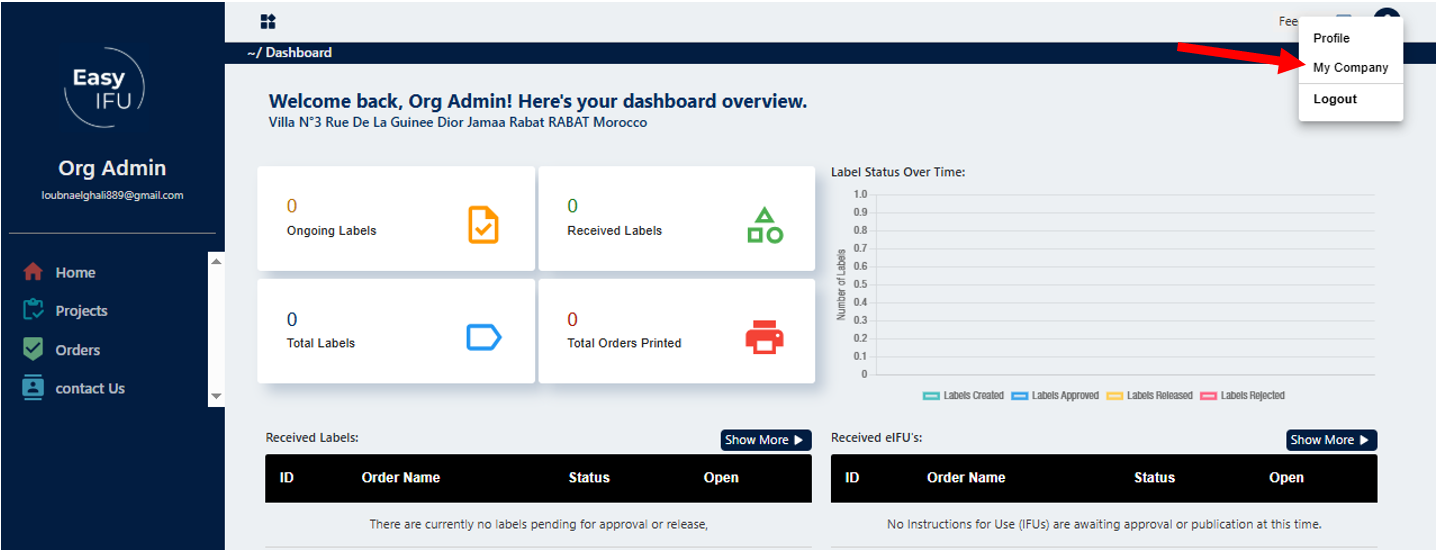 Easy
IFU
Org Admin
loubnaelghali889@gmail.com
Home
Projects
Orders
contact Us
Fee
Profile
My Company
Logout
~/ Dashboard
Welcome back, Org Admin! Here's your dashboard overview.
Villa N°3 Rue De La Guinee Dior Jamaa Rabat RABAT Morocco
0
Ongoing Labels
0
Received Labels
0
Total Labels
0
Total Orders Printed
Label Status Over Time:
Number of Labels
1.0
0.9
0.8
0.7
0.6
0.5
0.4
0.3
0.2
0.1
0
Labels Created Labels Approved Labels Released Labels Rejected
Received Labels:
Show More
ID Order Name Status Open
There are currently no labels pending for approval or release,
Received eIFU's:
Show More
ID Order Name Status Open
No Instructions for Use (IFUs) are awaiting approval or publication at this time.